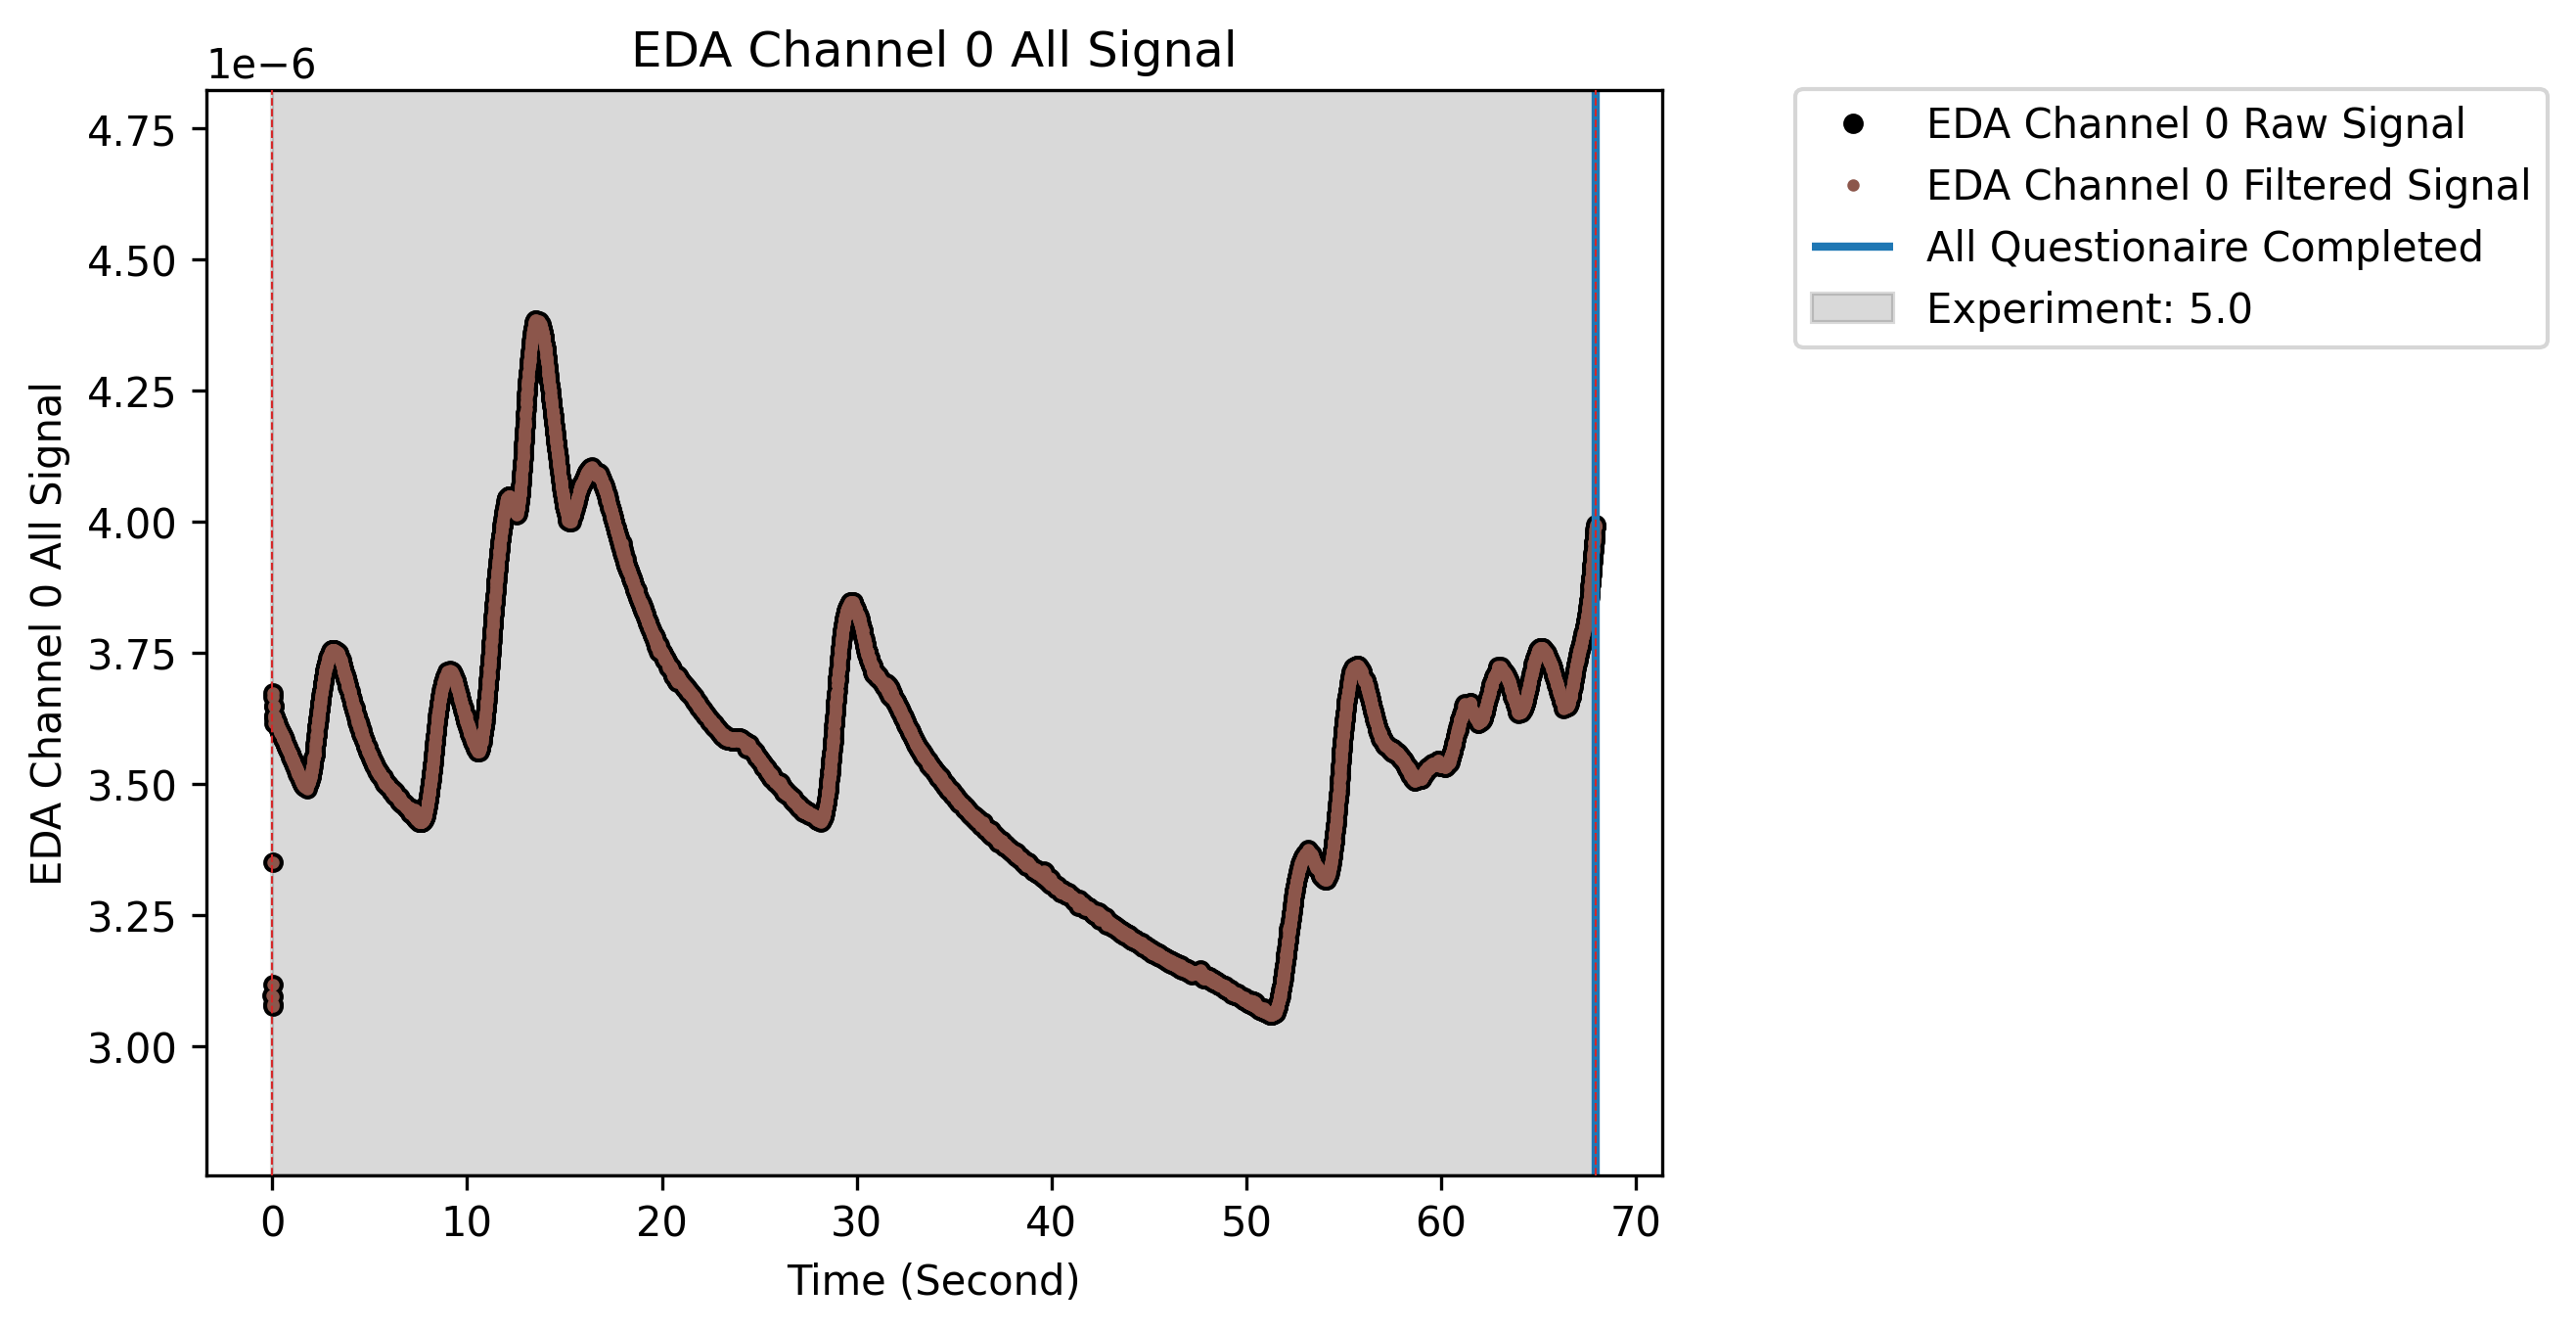 EDA Channel 0 All Signal
1e−6
EDA Channel 0 All Signal
4.75
4.50
4.25
4.00
3.75
3.50
3.25
3.00
0 10 20 30 40 50 60 70
Time (Second)
EDA Channel 0 Raw Signal
EDA Channel 0 Filtered Signal
All Questionaire Completed
Experiment: 5.0